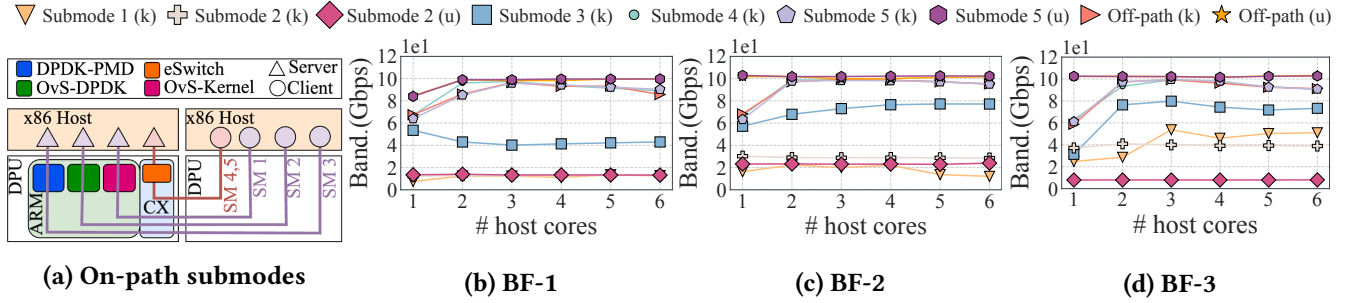 Submode 1 (k) Submode 2 (k) Submode 2 (u) Submode 3 (k) Submode 4 (k) Submode 5 (k) Submode 5 (u) Off-path (k) Off-path (u)
DPDK-PMD eSwitch Server
OvS-DPDK OvS-Kernel Client
x86 Host x86 Host
DPU
ARM
CX
DPU
SM 4,5
SM 1
SM 2
SM 3
(a) On-path submodes
1e1
Band.(Gbps)
12
10
8
6
4
2
0
1 2 3 4 5 6
# host cores
(b) BF-1
1e1
Band.(Gbps)
12
10
8
6
4
2
0
1 2 3 4 5 6
# host cores
(c) BF-2
1e1
Band.(Gbps)
12
10
8
6
4
2
0
1 2 3 4 5 6
# host cores
(d) BF-3